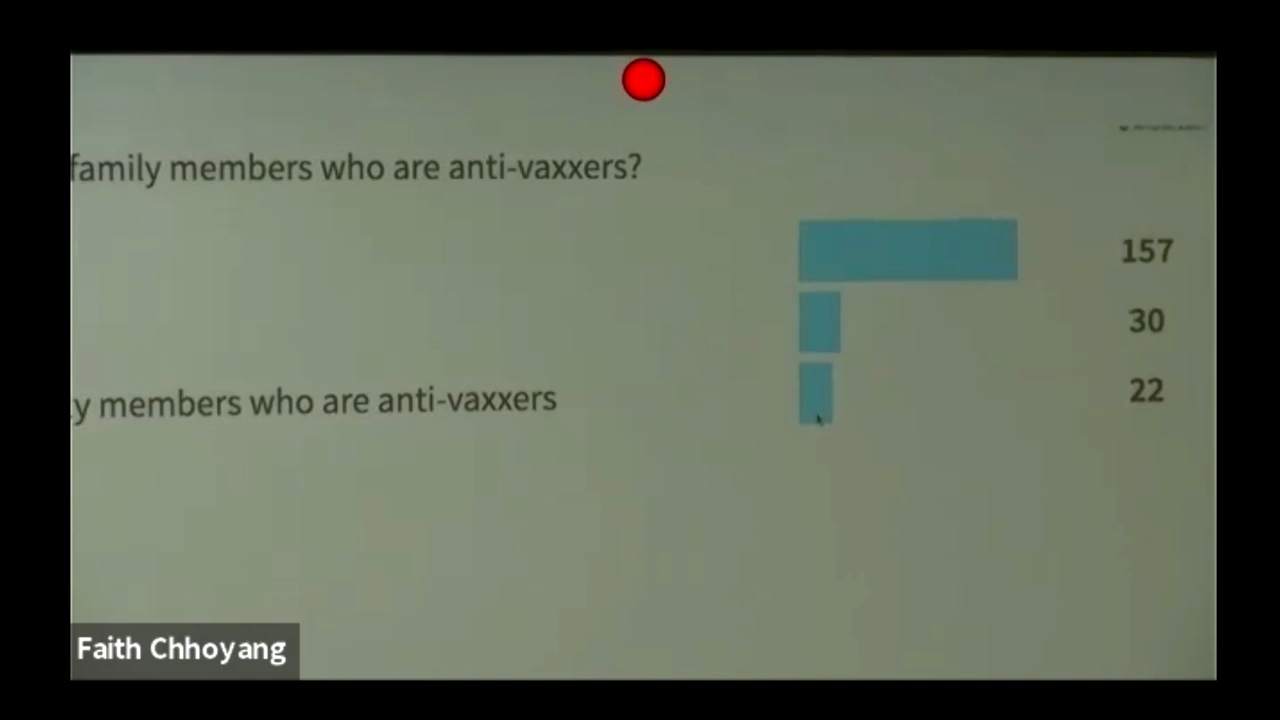 family members who are anti-vaxxers?
157
30
y members who are anti-vaxxers
22
Faith Chhoyang